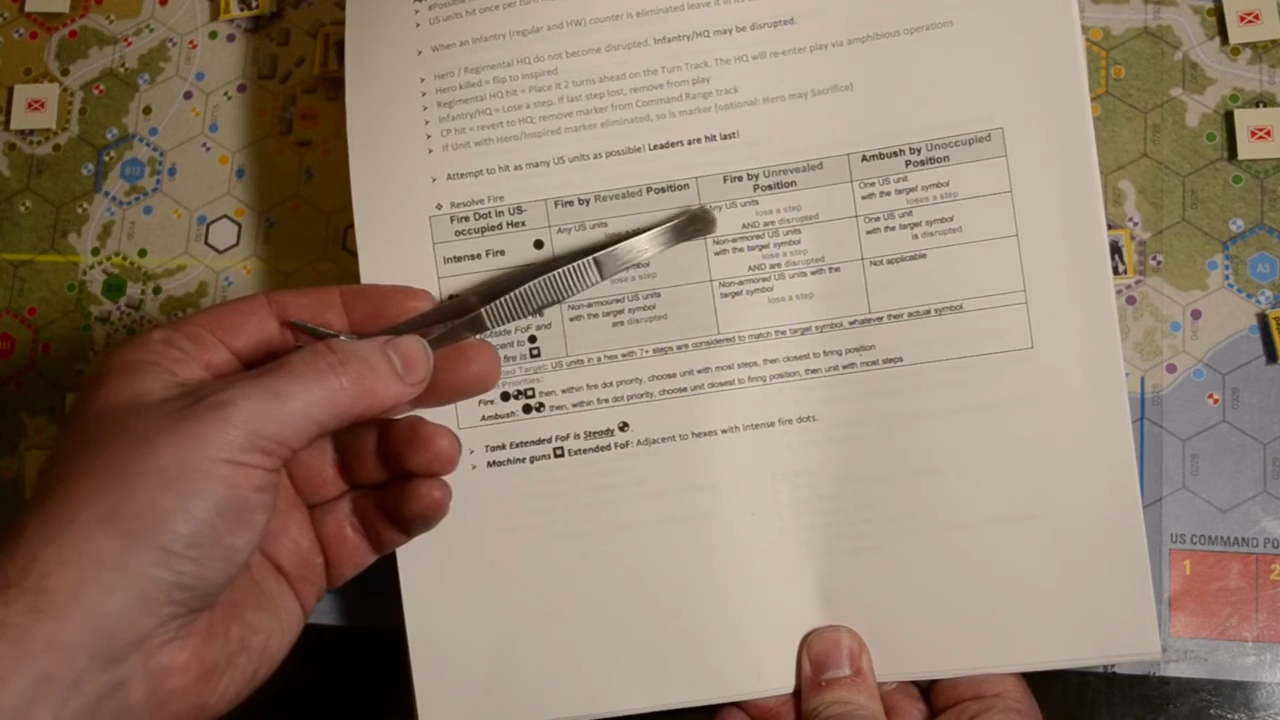 US units hit once per turn
When an Infantry (regular and HW) counter is eliminated leave it in
Hero / Regimental HQ do not become disrupted. Infantry/HQ may be disrupted.
Hero killed = flip to Inspired
Regimental HQ hit = Place it 2 turns ahead on the Turn Track. The HQ will re-enter play via amphibious operations
Infantry/HQ = Lose a step. If last step lost, remove from play
CP hit = revert to HQ; remove marker from Command Range track
If Unit with Hero/Inspired marker eliminated, so is marker (optional: Hero may Sacrifice)
Attempt to hit as many US units as possible! Leaders are hit last!
Resolve Fire
Fire Dot in US-occupied Hex
Fire by Revealed Position
Fire by Unrevealed Position
Ambush by Unoccupied Position
Intense Fire
Any US units
Any US units
lose a step
AND are disrupted
One US unit
with the target symbol
loses a step
lose a step
Non-armored US units
with the target symbol
lose a step
AND are disrupted
One US unit
with the target symbol
is disrupted
outside FoF and
fire is
Non-armoured US units
with the target symbol
are disrupted
Non-armored US units with the
target symbol
lose a step
Not applicable
Target: US units in a hex with 7+ steps are considered to match the target symbol, whatever their actual symbol.
Priorities:
Fire: then, within fire dot priority, choose unit with most steps, then closest to firing position
Ambush: then, within fire dot priority, choose unit closest to firing position, then unit with most steps
Tank Extended FoF is Steady .
Machine guns Extended FoF: Adjacent to hexes with intense fire dots.
A3
US COMMAND PO
1
2